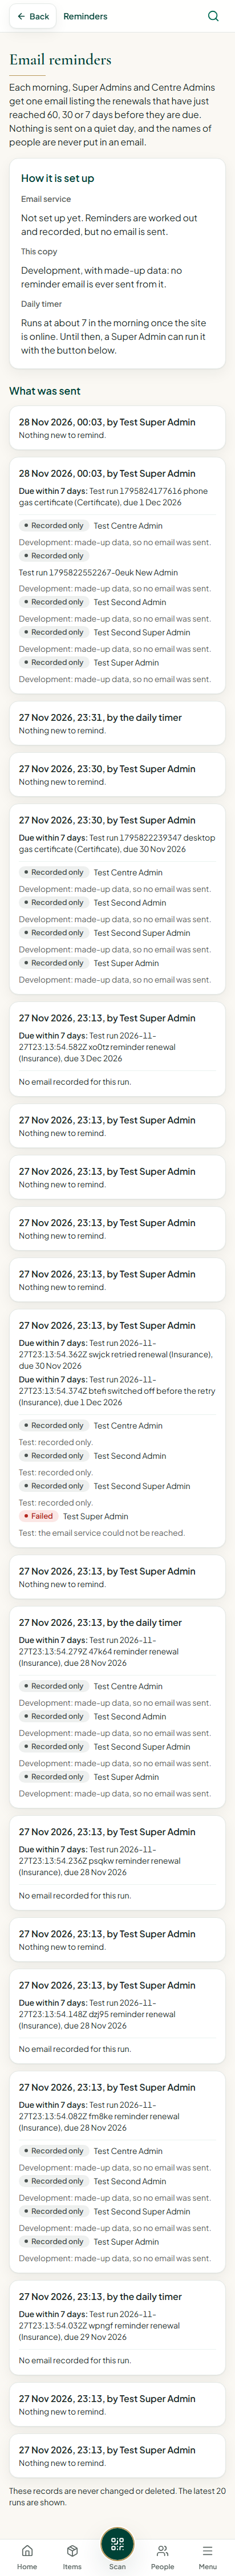 Back Reminders
Email reminders
Each morning, Super Admins and Centre Admins
get one email listing the renewals that have just
reached 60, 30 or 7 days before they are due.
Nothing is sent on a quiet day, and the names of
people are never put in an email.
How it is set up
Email service
Not set up yet. Reminders are worked out
and recorded, but no email is sent.
This copy
Development, with made-up data: no
reminder email is ever sent from it.
Daily timer
Runs at about 7 in the morning once the site
is online. Until then, a Super Admin can run it
with the button below.
What was sent
28 Nov 2026, 00:03, by Test Super Admin
Nothing new to remind.
28 Nov 2026, 00:03, by Test Super Admin
Due within 7 days: Test run 1795824177616 phone
gas certificate (Certificate), due 1 Dec 2026
Recorded only Test Centre Admin
Development: made-up data, so no email was sent.
Recorded only
Test run 1795822552267-0euk New Admin
Development: made-up data, so no email was sent.
Recorded only Test Second Admin
Development: made-up data, so no email was sent.
Recorded only Test Second Super Admin
Development: made-up data, so no email was sent.
Recorded only Test Super Admin
Development: made-up data, so no email was sent.
27 Nov 2026, 23:31, by the daily timer
Nothing new to remind.
27 Nov 2026, 23:30, by Test Super Admin
Nothing new to remind.
27 Nov 2026, 23:30, by Test Super Admin
Due within 7 days: Test run 1795822239347 desktop
gas certificate (Certificate), due 30 Nov 2026
Recorded only Test Centre Admin
Development: made-up data, so no email was sent.
Recorded only Test Second Admin
Development: made-up data, so no email was sent.
Recorded only Test Second Super Admin
Development: made-up data, so no email was sent.
Recorded only Test Super Admin
Development: made-up data, so no email was sent.
27 Nov 2026, 23:13, by Test Super Admin
Due within 7 days: Test run 2026-11-
27T23:13:54.582Z xo0tz reminder renewal
(Insurance), due 3 Dec 2026
No email recorded for this run.
27 Nov 2026, 23:13, by Test Super Admin
Nothing new to remind.
27 Nov 2026, 23:13, by Test Super Admin
Nothing new to remind.
27 Nov 2026, 23:13, by Test Super Admin
Nothing new to remind.
27 Nov 2026, 23:13, by Test Super Admin
Nothing new to remind.
27 Nov 2026, 23:13, by Test Super Admin
Due within 7 days: Test run 2026-11-
27T23:13:54.362Z swjck retried renewal (Insurance),
due 30 Nov 2026
Due within 7 days: Test run 2026-11-
27T23:13:54.374Z btefi switched off before the retry
(Insurance), due 1 Dec 2026
Recorded only Test Centre Admin
Test: recorded only.
Recorded only Test Second Admin
Test: recorded only.
Recorded only Test Second Super Admin
Test: recorded only.
Failed Test Super Admin
Test: the email service could not be reached.
27 Nov 2026, 23:13, by Test Super Admin
Nothing new to remind.
27 Nov 2026, 23:13, by the daily timer
Due within 7 days: Test run 2026-11-
27T23:13:54.279Z 47k64 reminder renewal
(Insurance), due 28 Nov 2026
Recorded only Test Centre Admin
Development: made-up data, so no email was sent.
Recorded only Test Second Admin
Development: made-up data, so no email was sent.
Recorded only Test Second Super Admin
Development: made-up data, so no email was sent.
Recorded only Test Super Admin
Development: made-up data, so no email was sent.
27 Nov 2026, 23:13, by Test Super Admin
Due within 7 days: Test run 2026-11-
27T23:13:54.236Z psqkw reminder renewal
(Insurance), due 28 Nov 2026
No email recorded for this run.
27 Nov 2026, 23:13, by Test Super Admin
Nothing new to remind.
27 Nov 2026, 23:13, by Test Super Admin
Due within 7 days: Test run 2026-11-
27T23:13:54.148Z dzj95 reminder renewal
(Insurance), due 28 Nov 2026
No email recorded for this run.
27 Nov 2026, 23:13, by Test Super Admin
Due within 7 days: Test run 2026-11-
27T23:13:54.082Z fm8ke reminder renewal
(Insurance), due 28 Nov 2026
Recorded only Test Centre Admin
Development: made-up data, so no email was sent.
Recorded only Test Second Admin
Development: made-up data, so no email was sent.
Recorded only Test Second Super Admin
Development: made-up data, so no email was sent.
Recorded only Test Super Admin
Development: made-up data, so no email was sent.
27 Nov 2026, 23:13, by the daily timer
Due within 7 days: Test run 2026-11-
27T23:13:54.032Z wpngf reminder renewal
(Insurance), due 29 Nov 2026
No email recorded for this run.
27 Nov 2026, 23:13, by Test Super Admin
Nothing new to remind.
27 Nov 2026, 23:13, by Test Super Admin
Nothing new to remind.
These records are never changed or deleted. The latest 20
runs are shown.
Home Items Scan People Menu